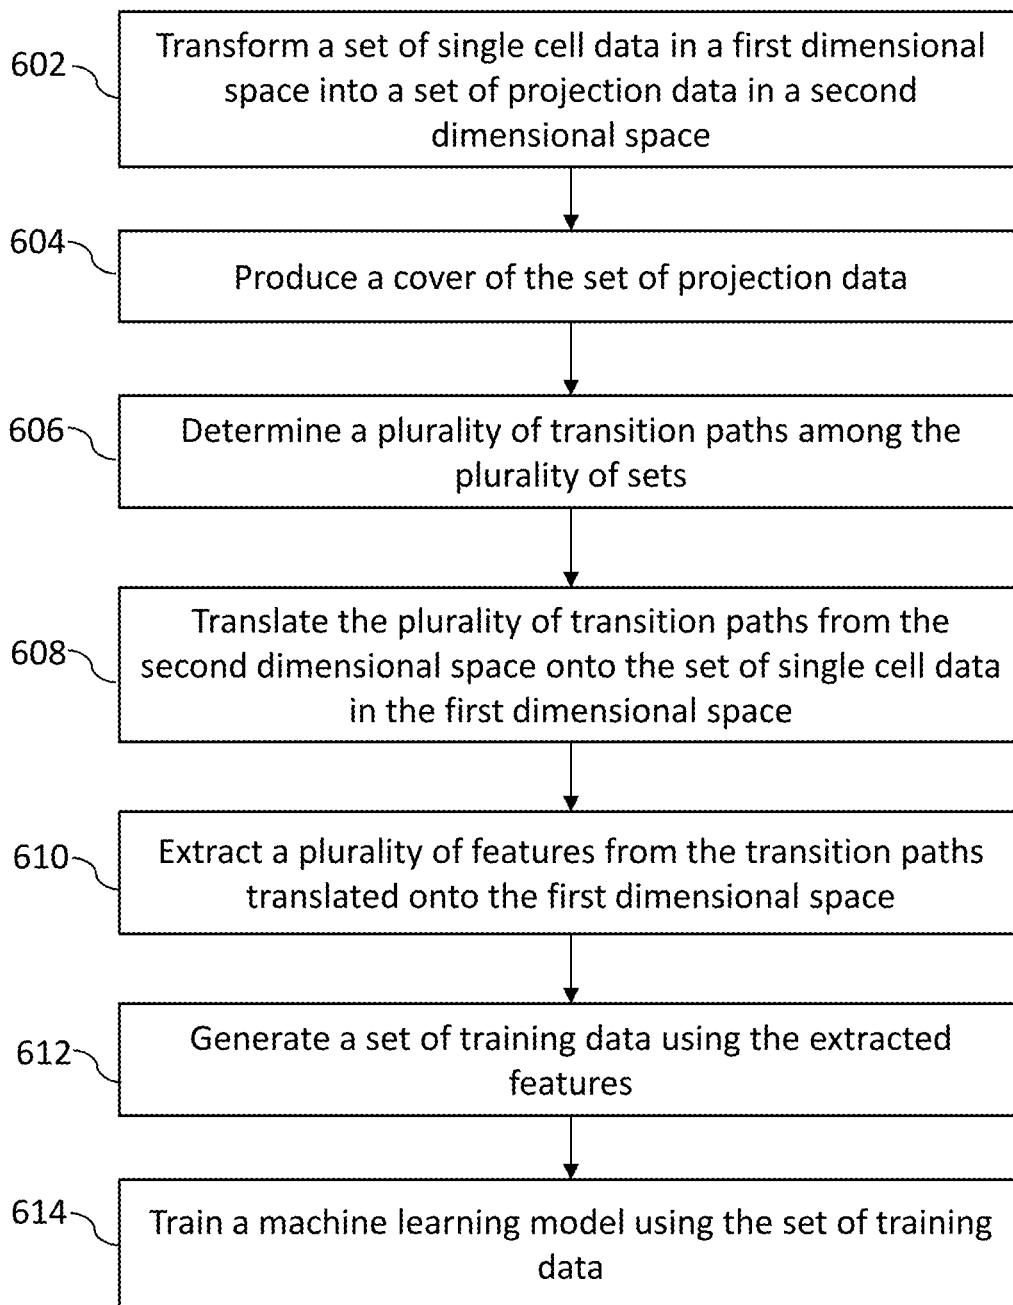 602
Transform a set of single cell data in a first dimensional
space into a set of projection data in a second
dimensional space
604
Produce a cover of the set of projection data
606
Determine a plurality of transition paths among the
plurality of sets
608
Translate the plurality of transition paths from the
second dimensional space onto the set of single cell data
in the first dimensional space
610
Extract a plurality of features from the transition paths
translated onto the first dimensional space
612
Generate a set of training data using the extracted
features
614
Train a machine learning model using the set of training
data